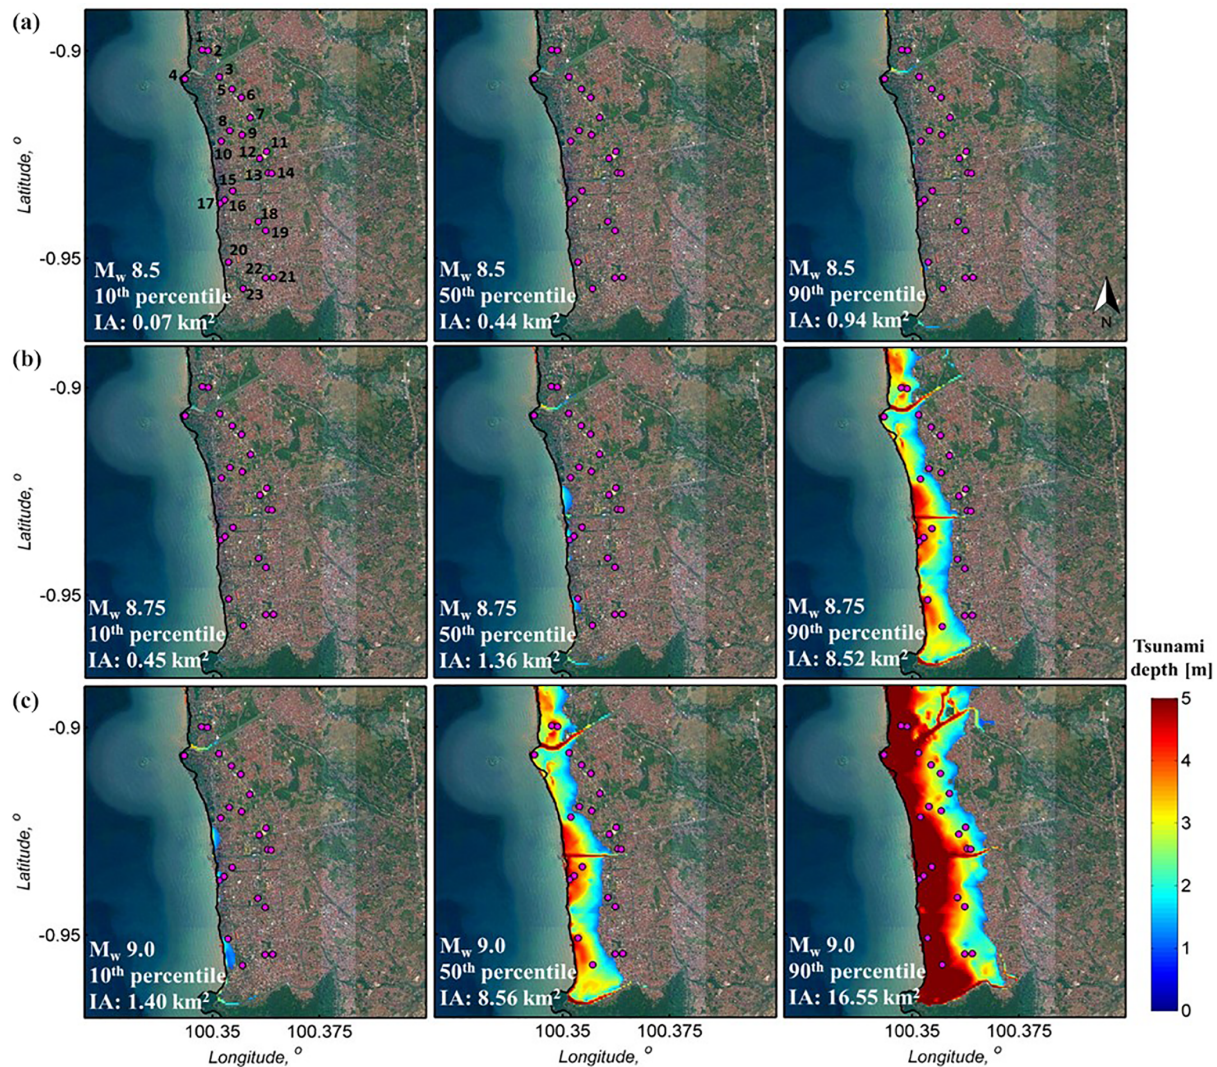 (a)
-0.9
-0.95
Latitude, °
1
2
3
4
5
6
7
8
9
10
11
12
13
14
15
16
17
18
19
20
21
22
23
Mw 8.5
10th percentile
IA: 0.07 km2
Mw 8.5
50th percentile
IA: 0.44 km2
Mw 8.5
90th percentile
IA: 0.94 km2
N
(b)
-0.9
-0.95
Latitude, °
Mw 8.75
10th percentile
IA: 0.45 km2
Mw 8.75
50th percentile
IA: 1.36 km2
Mw 8.75
90th percentile
IA: 8.52 km2
Tsunami
depth [m]
5
4
3
2
1
0
(c)
-0.9
-0.95
Latitude, °
Mw 9.0
10th percentile
IA: 1.40 km2
Mw 9.0
50th percentile
IA: 8.56 km2
Mw 9.0
90th percentile
IA: 16.55 km2
100.35 100.375
100.35 100.375
100.35 100.375
Longitude, °
Longitude, °
Longitude, °